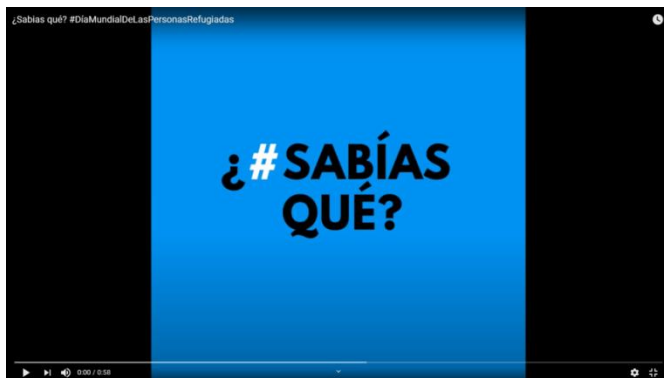 ¿Sabias qué? #DíaMundialDeLasPersonasRefugiadas
¿#SABÍAS
QUÉ?
0:00 / 0:58